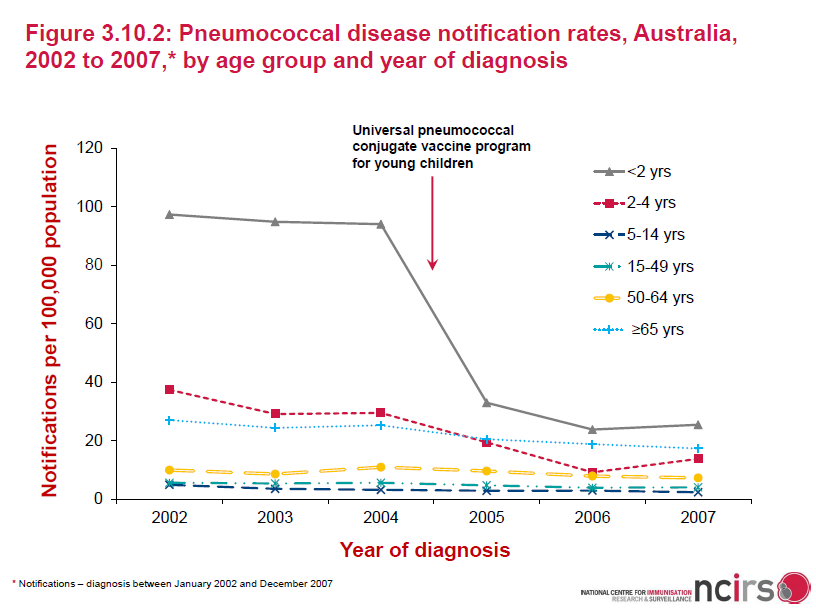 Figure 3.10.2: Pneumococcal disease notification rates, Australia,
2002 to 2007,* by age group and year of diagnosis
Universal pneumococcal
conjugate vaccine program
for young children
Notifications per 100,000 population
120
100
80
60
40
20
0
<2 yrs
2-4 yrs
5-14 yrs
15-49 yrs
50-64 yrs
≥65 yrs
2002 2003 2004 2005 2006 2007
Year of diagnosis
* Notifications – diagnosis between January 2002 and December 2007
NATIONAL CENTRE FOR IMMUNISATION
RESEARCH & SURVEILLANCE
ncirs